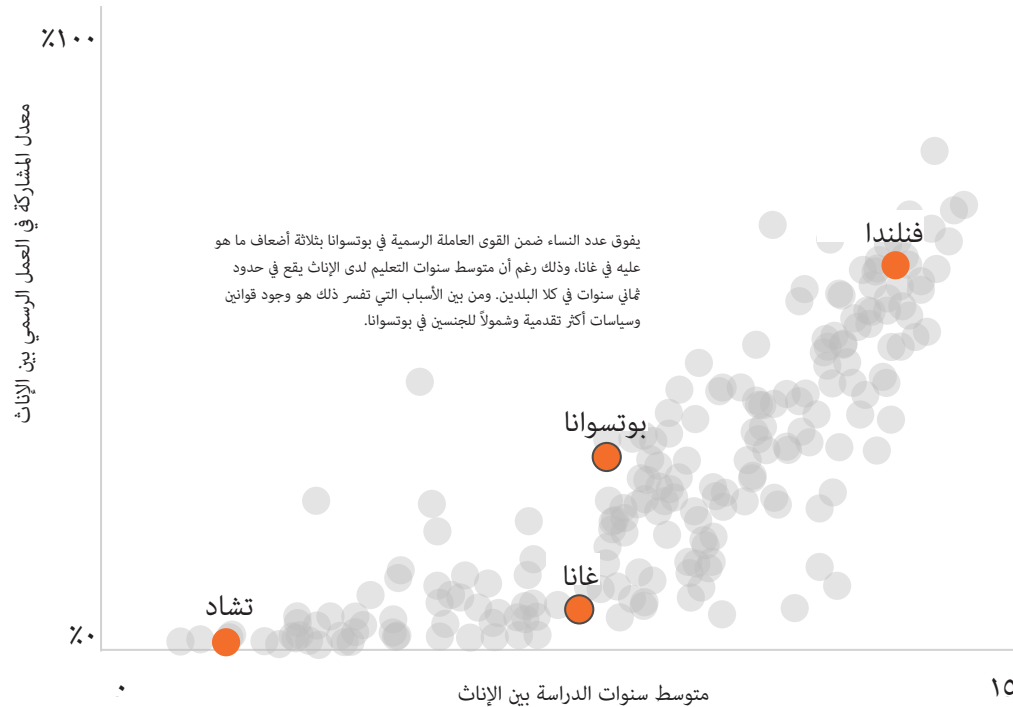 ٪١٠٠
معدل المشاركة في العمل الرسمي بين الإناث
فنلندا
يفوق عدد النساء ضمن القوى العاملة الرسمية في بوتسوانا بثلاثة أضعاف ما هو
عليه في غانا، وذلك رغم أن متوسط سنوات التعليم لدى الإناث يقع في حدود
ثماني سنوات في كلا البلدين. ومن بين الأسباب التي تفسر ذلك هو وجود قوانين
وسياسات أكثر تقدمية وشمولاً للجنسين في بوتسوانا.
بوتسوانا
غانا
تشاد
٪٠
٠
متوسط سنوات الدراسة بين الإناث
١٥